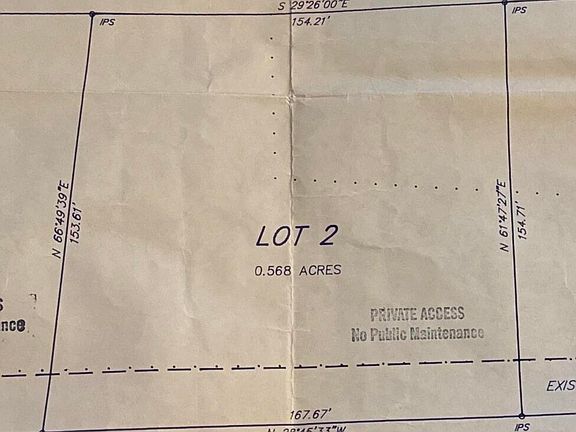 S 29°26'00"E
154.21'
IPS
IPS
N 66°49'39"E
153.61'
N 61°47'27"E
154.71'
LOT 2
0.568 ACRES
PRIVATE ACCESS
No Public Maintenance
nce
EXIS
167.67'
IPS